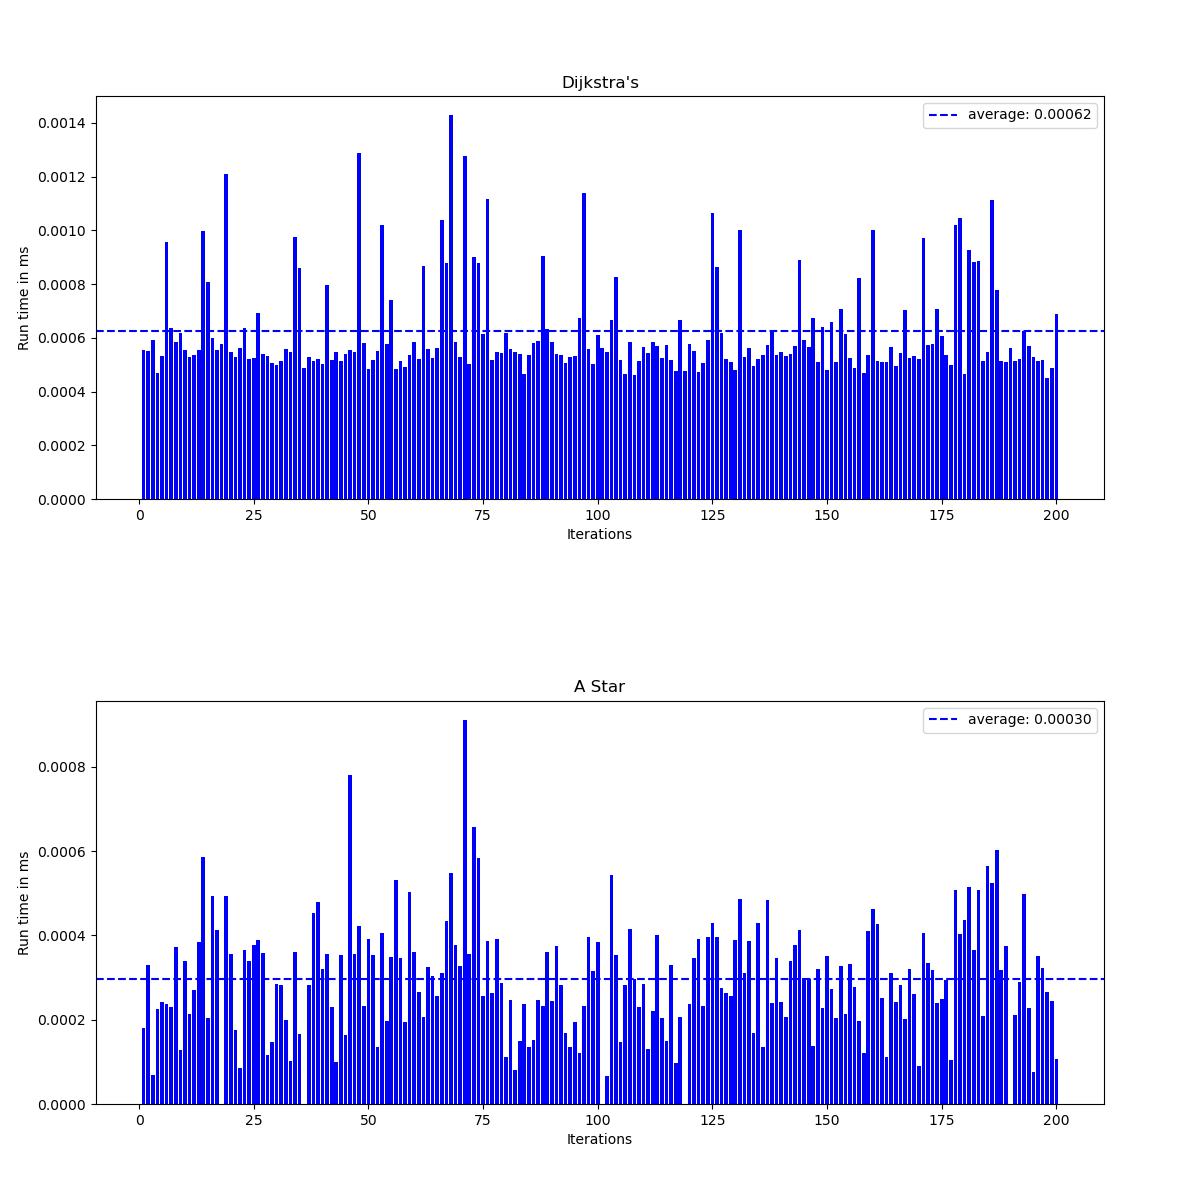 Dijkstra's
average: 0.00062
Run time in ms
0.0014
0.0012
0.0010
0.0008
0.0006
0.0004
0.0002
0.0000
0 25 50 75 100 125 150 175 200
Iterations
A Star
average: 0.00030
Run time in ms
0.0008
0.0006
0.0004
0.0002
0.0000
0 25 50 75 100 125 150 175 200
Iterations